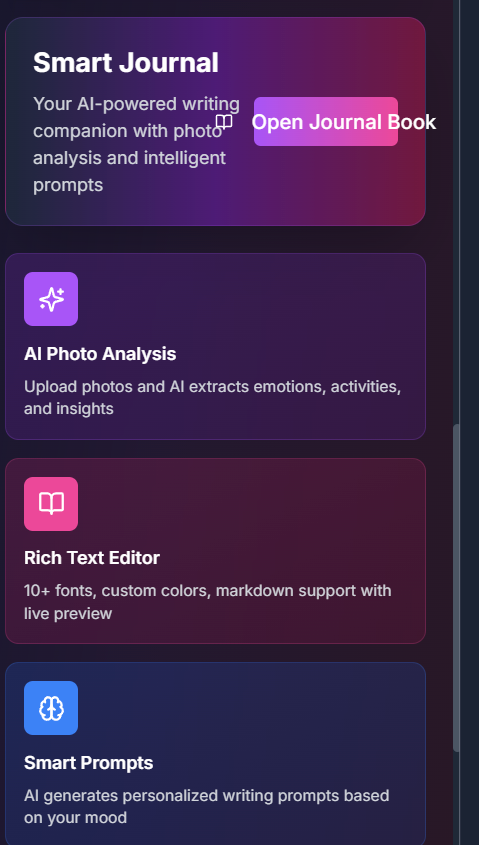 Smart Journal
Your AI-powered writing
companion with photo
analysis and intelligent
prompts
Open Journal Book
AI Photo Analysis
Upload photos and AI extracts emotions, activities,
and insights
Rich Text Editor
10+ fonts, custom colors, markdown support with
live preview
Smart Prompts
AI generates personalized writing prompts based
on your mood